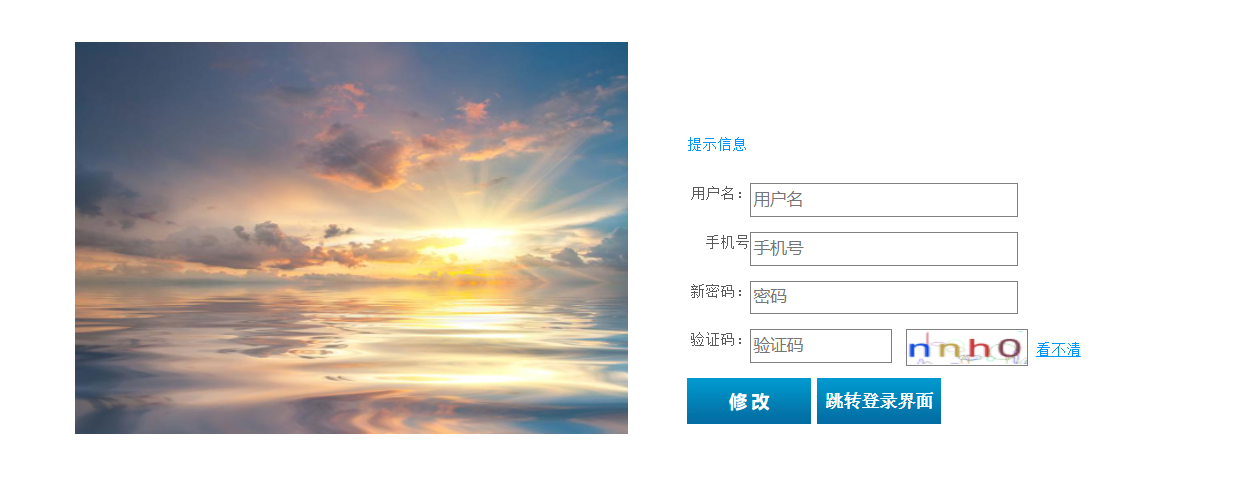 提示信息
用户名： 用户名
手机号 手机号
新密码： 密码
验证码： 验证码 nnhO 看不清
修改 跳转登录界面